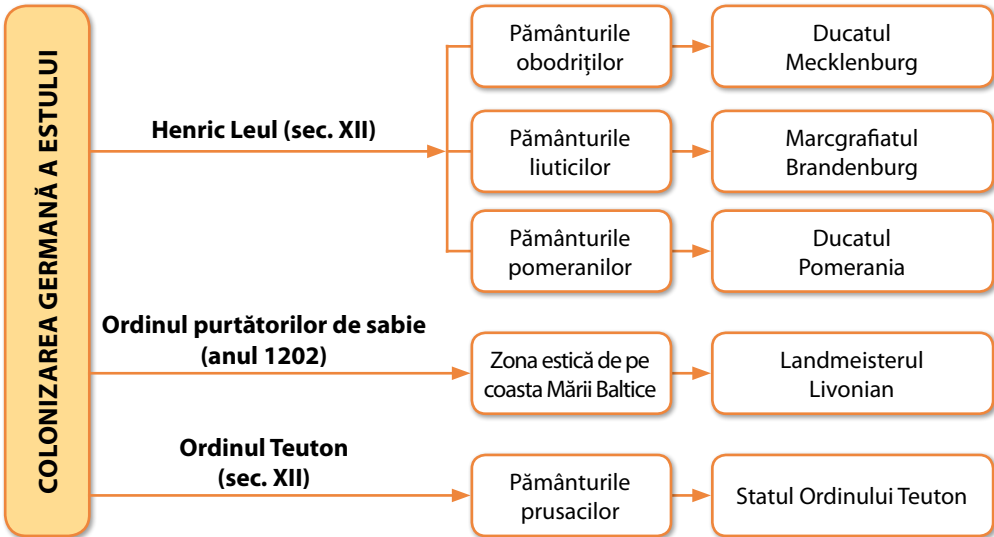 COLONIZAREA GERMANĂ A ESTULUI
Henric Leul (sec. XII)
Pământurile
obodriților
Ducatul
Mecklenburg
Pământurile
liuticilor
Marcgrafiatul
Brandenburg
Pământurile
pomeranilor
Ducatul
Pomerania
Ordinul purtătorilor de sabie
(anul 1202)
Zona estică de pe
coasta Mării Baltice
Landmeisterul
Livonian
Ordinul Teuton
(sec. XII)
Pământurile
prusacilor
Statul Ordinului Teuton